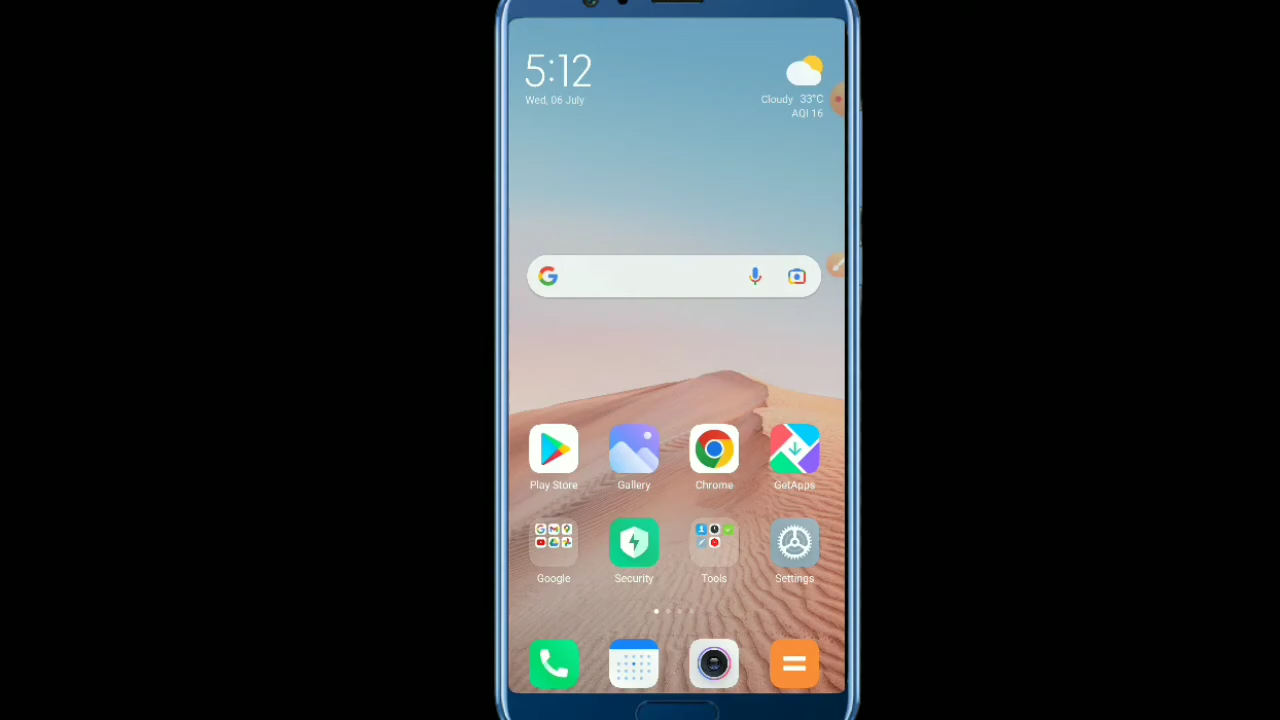 5:12
Wed, 06 July
Cloudy 33°C
AQI 16
Play Store
Gallery
Chrome
GetApps
Google
Security
Tools
Settings